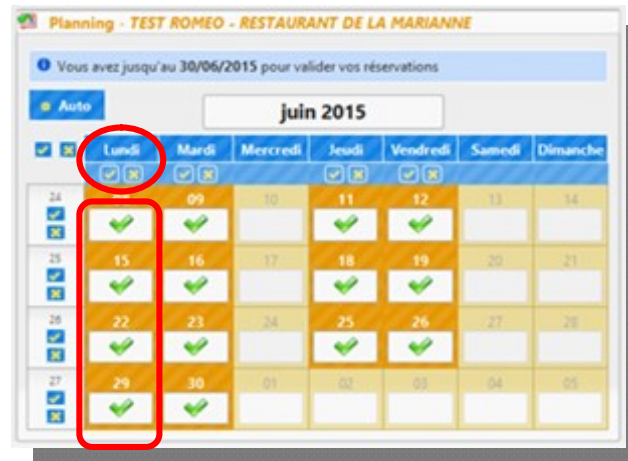 Planning - TEST ROMEO - RESTAURANT DE LA MARIANNE
Vous avez jusqu'au 30/06/2015 pour valider vos réservations
Auto
juin 2015
Lundi Mardi Mercredi Jeudi Vendredi Samedi Dimanche
24 09 10 11 12 13 14
25 15 16 17 18 19 20 21
26 22 23 24 25 26 27 28
27 29 30 01 02 03 04 05